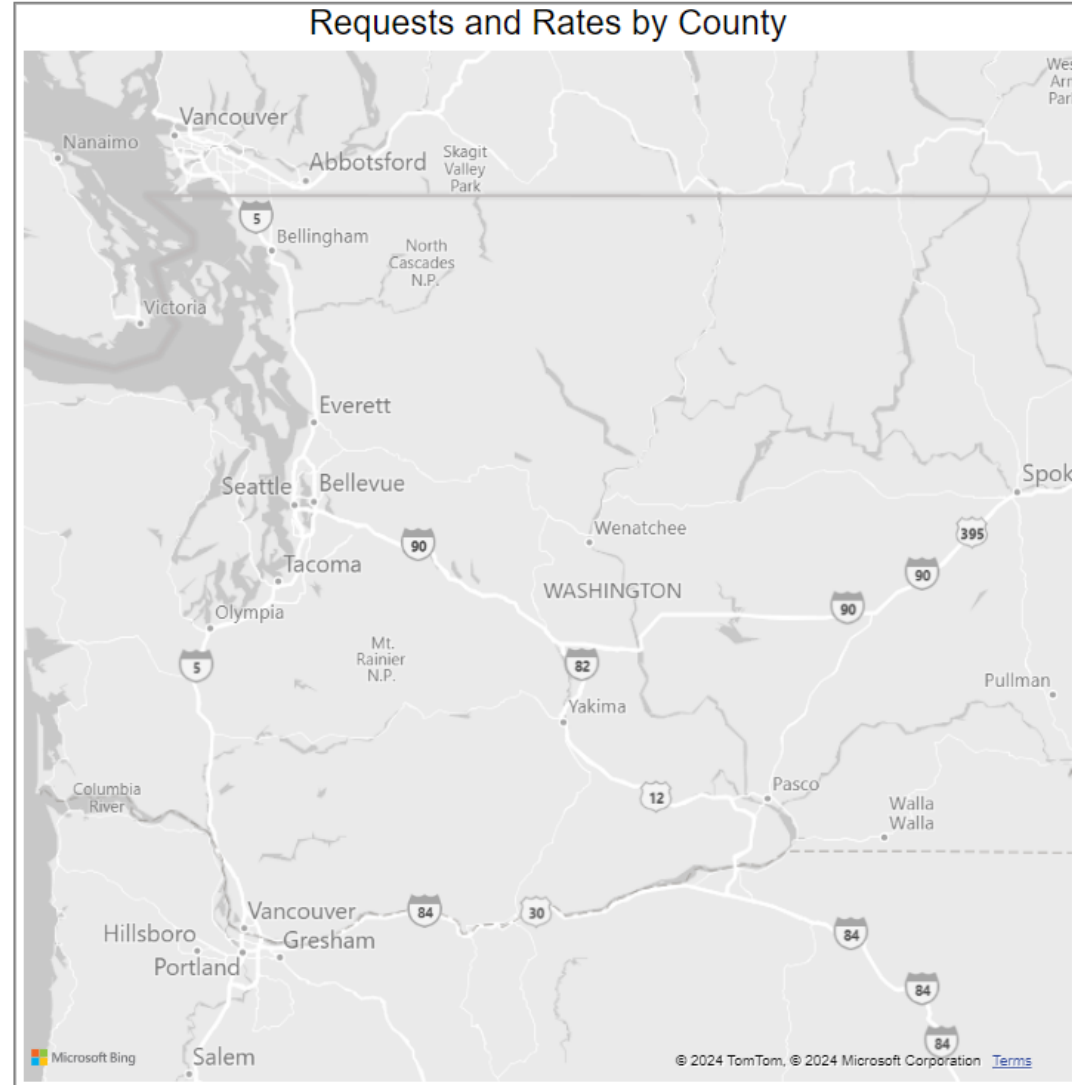 Requests and Rates by County
Vancouver
Nanaimo
Abbotsford
Skagit
Valley
Park
5
Bellingham
North
Cascades
N.P.
Victoria
Everett
Seattle
Bellevue
Spok
Wenatchee
395
90
90
Tacoma
WASHINGTON
90
Olympia
Mt.
Rainier
N.P.
5
82
Pullman
Yakima
Columbia
River
12
Pasco
Walla
Walla
Vancouver
84
30
Hillsboro
Gresham
84
Portland
84
84
Microsoft Bing
Salem
© 2024 TomTom, © 2024 Microsoft Corporation Terms